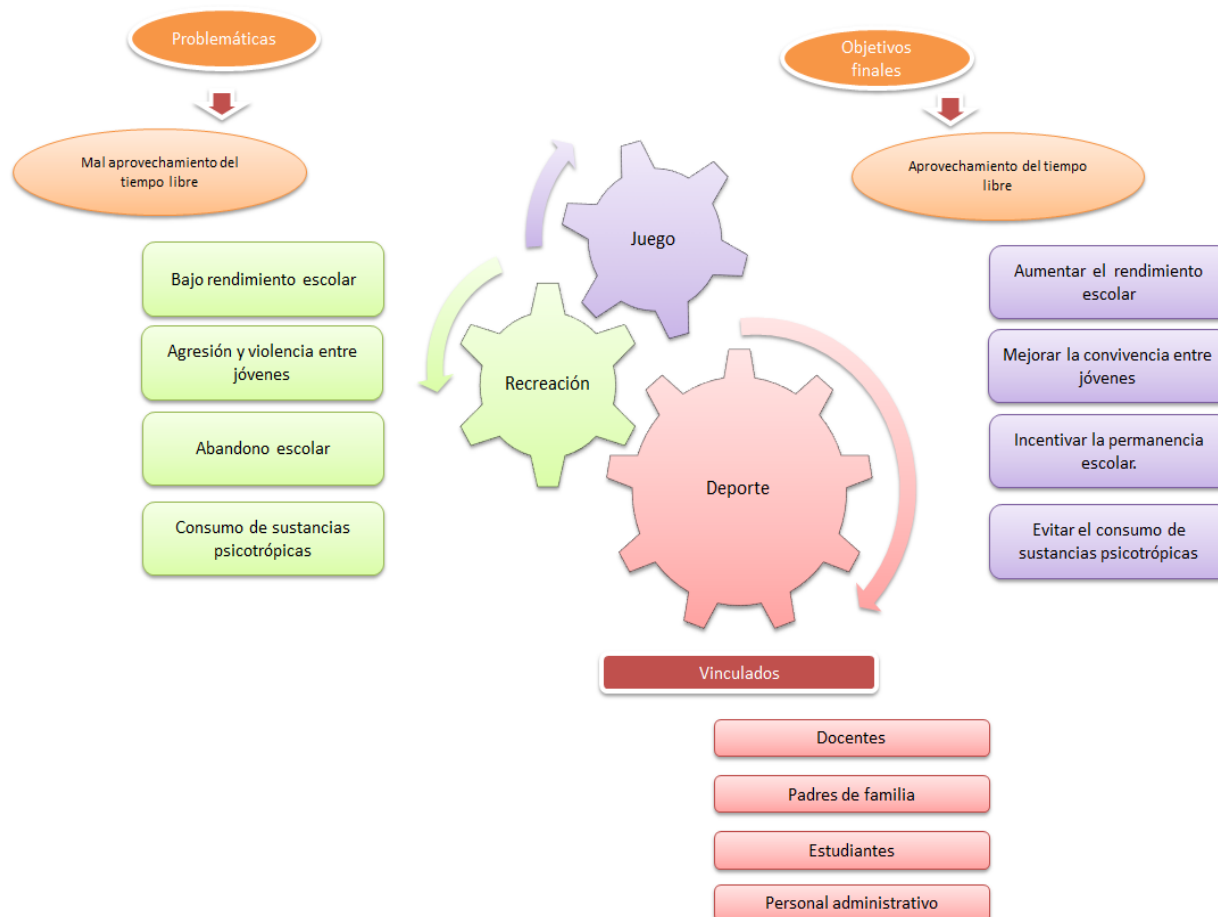 Problemáticas
Mal aprovechamiento del
tiempo libre
Bajo rendimiento escolar
Agresión y violencia entre
jóvenes
Abandono escolar
Consumo de sustancias
psicotrópicas
Juego
Recreación
Deporte
Objetivos
finales
Aprovechamiento del tiempo
libre
Aumentar el rendimiento
escolar
Mejorar la convivencia entre
jóvenes
Incentivar la permanencia
escolar.
Evitar el consumo de
sustancias psicotrópicas
Vinculados
Docentes
Padres de familia
Estudiantes
Personal administrativo